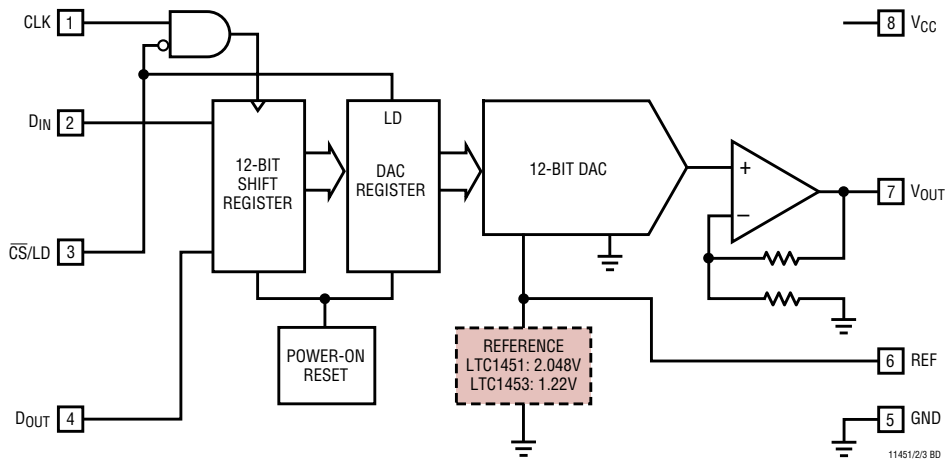 CLK 1
8 VCC
LD
DIN 2
12-BIT
SHIFT
REGISTER
DAC
REGISTER
12-BIT DAC
+
−
7 VOUT
CS/LD 3
POWER-ON
RESET
REFERENCE
LTC1451: 2.048V
LTC1453: 1.22V
6 REF
DOUT 4
5 GND
11451/2/3 BD